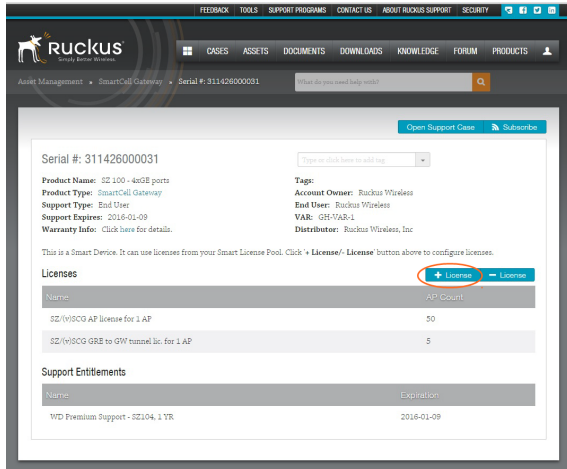 FEEDBACK TOOLS SUPPORT PROGRAMS CONTACT US ABOUT RUCKUS SUPPORT SECURITY
Ruckus
Simply Better Wireless.
CASES ASSETS DOCUMENTS DOWNLOADS KNOWLEDGE FORUM PRODUCTS
Asset Management SmartCell Gateway Serial #: 311426000031 What do you need help with?
Open Support Case Subscribe
Serial #: 311426000031 Type or click here to add tag
Product Name: SZ 100 - 4xGE ports Tags:
Product Type: SmartCell Gateway Account Owner: Ruckus Wireless
Support Type: End User End User: Ruckus Wireless
Support Expires: 2016-01-09 VAR: GH-VAR-1
Warranty Info: Click here for details. Distributor: Ruckus Wireless, Inc
This is a Smart Device. It can use licenses from your Smart License Pool. Click '+ License/- License' button above to configure licenses.
Licenses + License - License
Name AP Count
SZ/(v)SCG AP license for 1 AP 50
SZ/(v)SCG GRE to GW tunnel lic. for 1 AP 5
Support Entitlements
Name Expiration
WD Premium Support - SZ104, 1 YR 2016-01-09